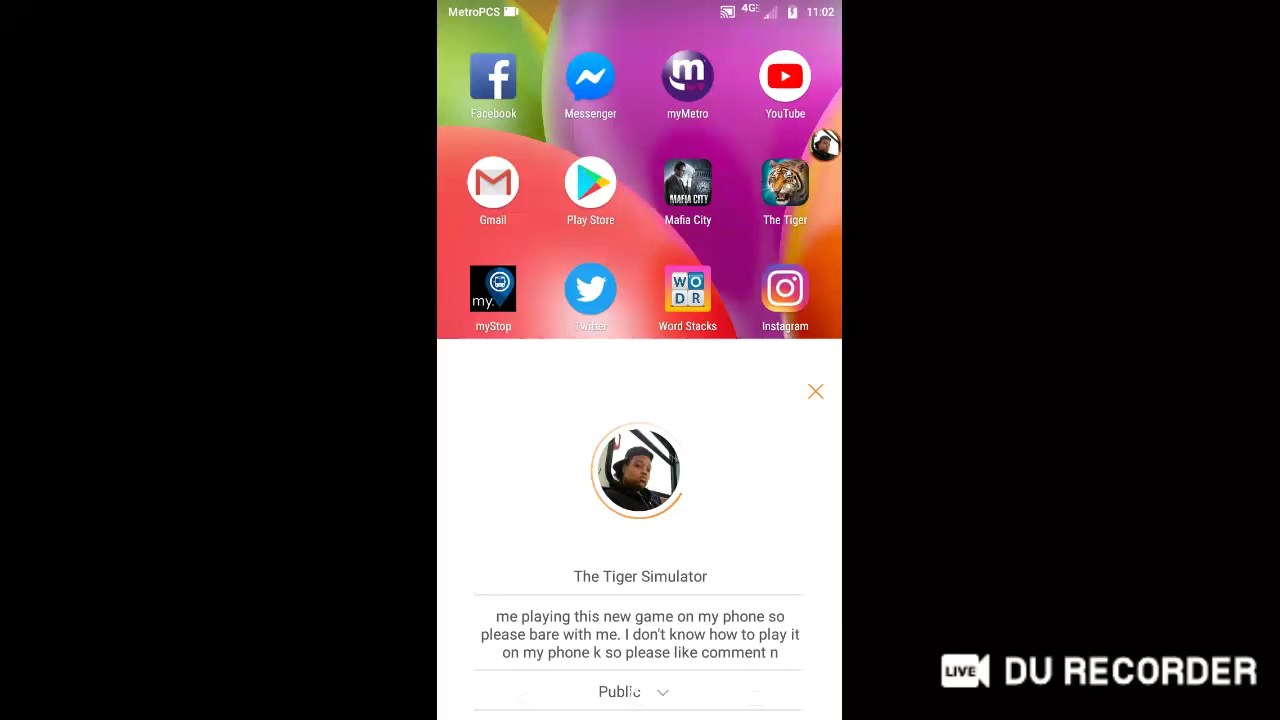 MetroPCS
4G
11:02
Facebook
Messenger
myMetro
YouTube
Gmail
Play Store
MAFIA CITY
Mafia City
The Tiger
my.
myStop
Twitter
WO
DR
Word Stacks
Instagram
The Tiger Simulator
me playing this new game on my phone so
please bare with me. I don't know how to play it
on my phone k so please like comment n
Public
LIVE DU RECORDER